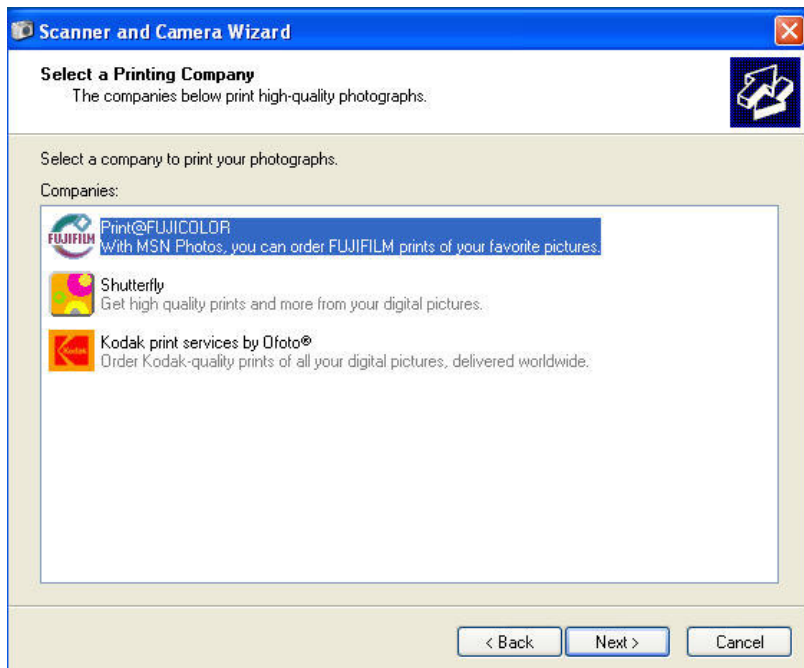 Scanner and Camera Wizard
Select a Printing Company
The companies below print high-quality photographs.
Select a company to print your photographs.
Companies:
FUJIFILM
Print@FUJICOLOR
With MSN Photos, you can order FUJIFILM prints of your favorite pictures.
Shutterfly
Get high quality prints and more from your digital pictures.
Kodak
Kodak print services by Ofoto®
Order Kodak-quality prints of all your digital pictures, delivered worldwide.
< Back
Next >
Cancel